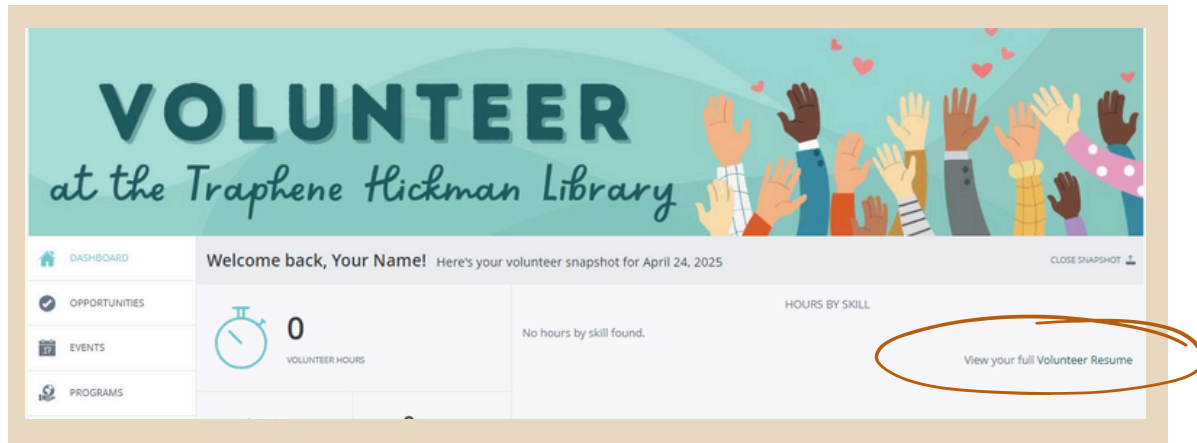 VOLUNTEER
at the Traphene Hickman Library
DASHBOARD
Welcome back, Your Name! Here's your volunteer snapshot for April 24, 2025
CLOSE SNAPSHOT
OPPORTUNITIES
EVENTS
17
PROGRAMS
0
VOLUNTEER HOURS
HOURS BY SKILL
No hours by skill found.
View your full Volunteer Resume